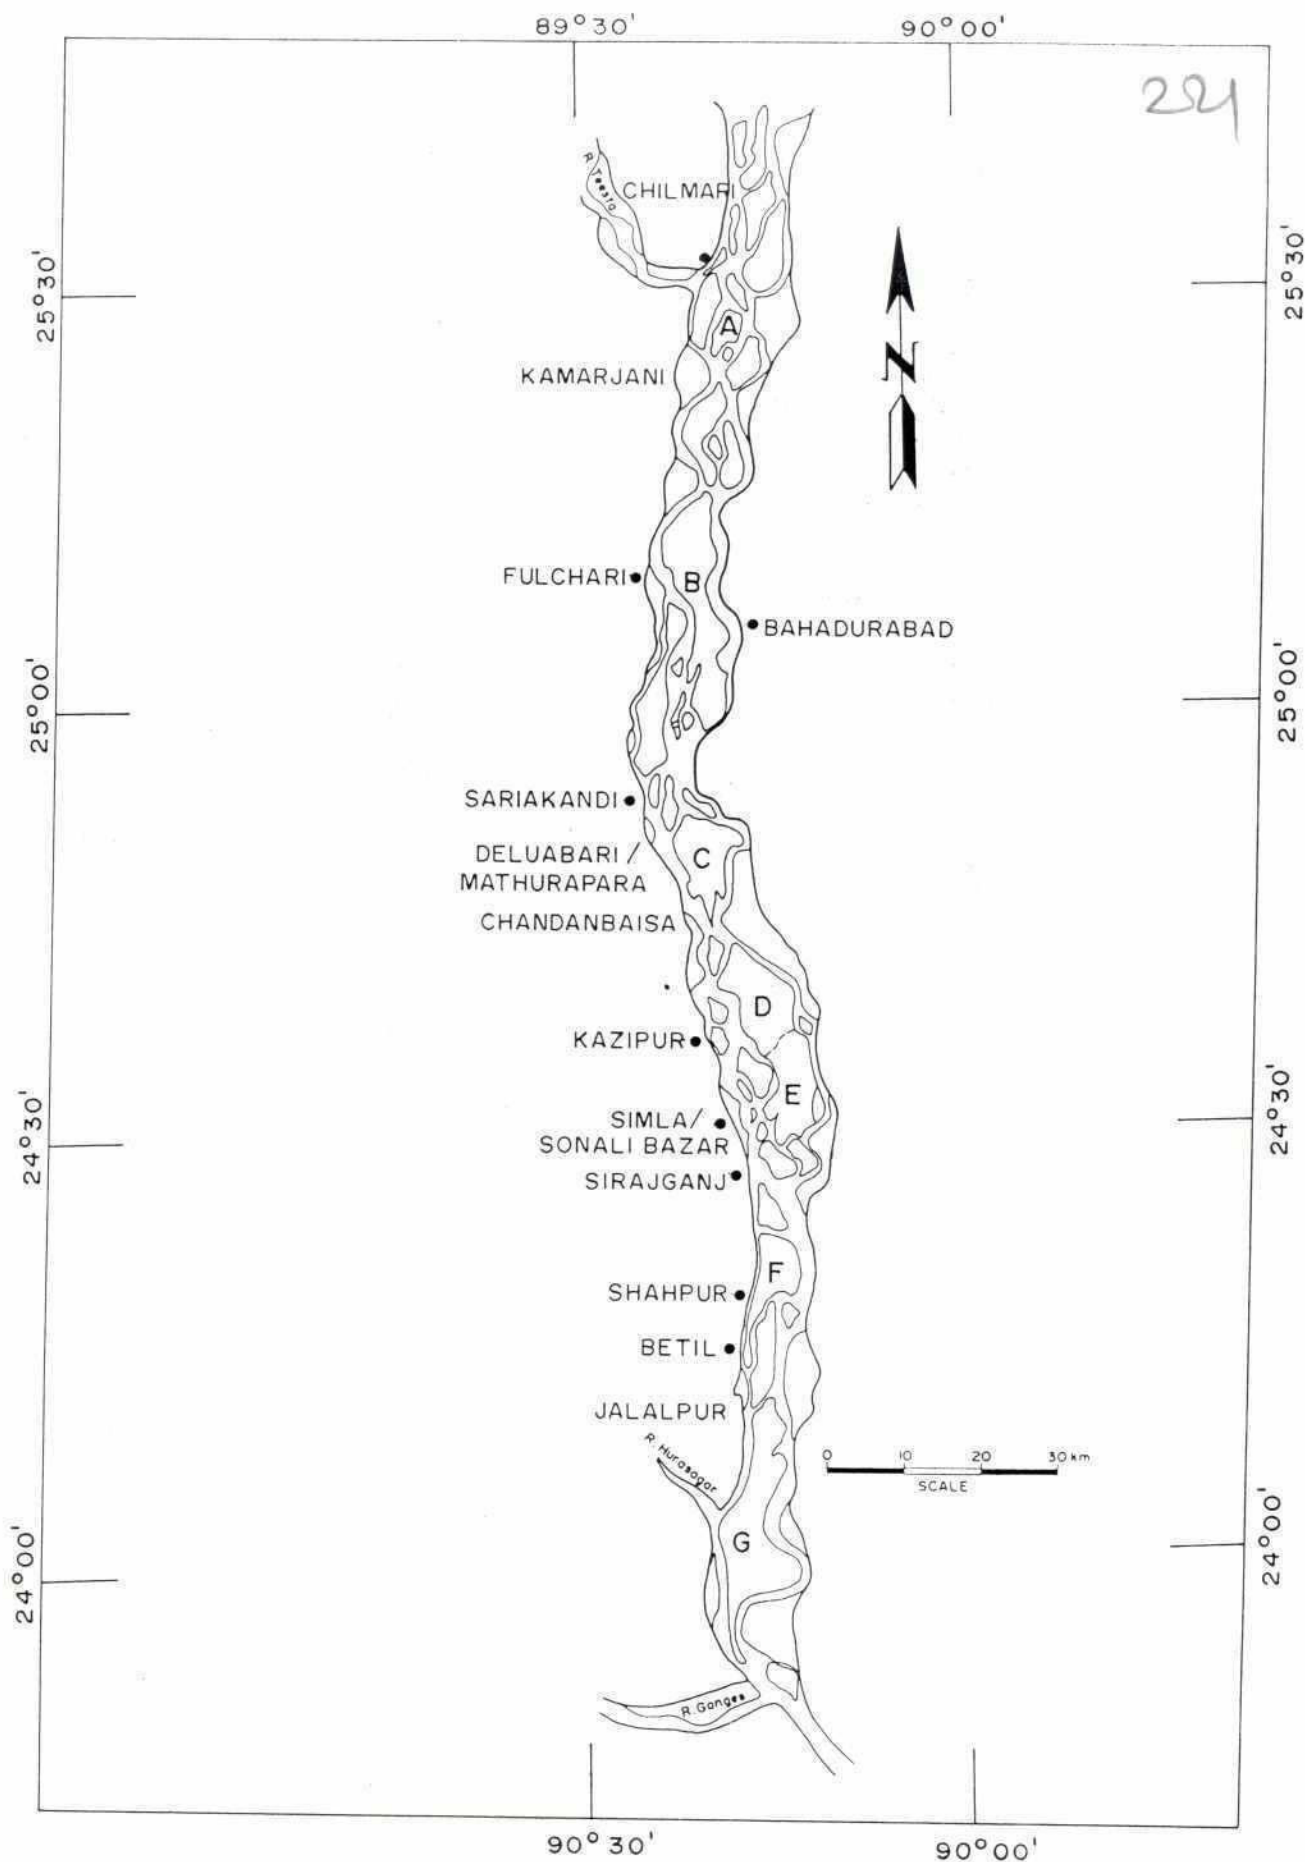 89°30'
90°00'
221
R. Teesta
CHILMARI
25°30'
25°30'
A
KAMARJANI
N
FULCHARI
B
BAHADURABAD
25°00'
25°00'
SARIAKANDI
DELUABARI /
MATHURAPARA
C
CHANDANBAISA
D
KAZIPUR
E
24°30'
24°30'
SIMLA/
SONALI BAZAR
SIRAJGANJ
F
SHAHPUR
BETIL
JALALPUR
R. Hurasagar
0 10 20 30 km
SCALE
G
24°00'
24°00'
R. Ganges
90°30'
90°00'